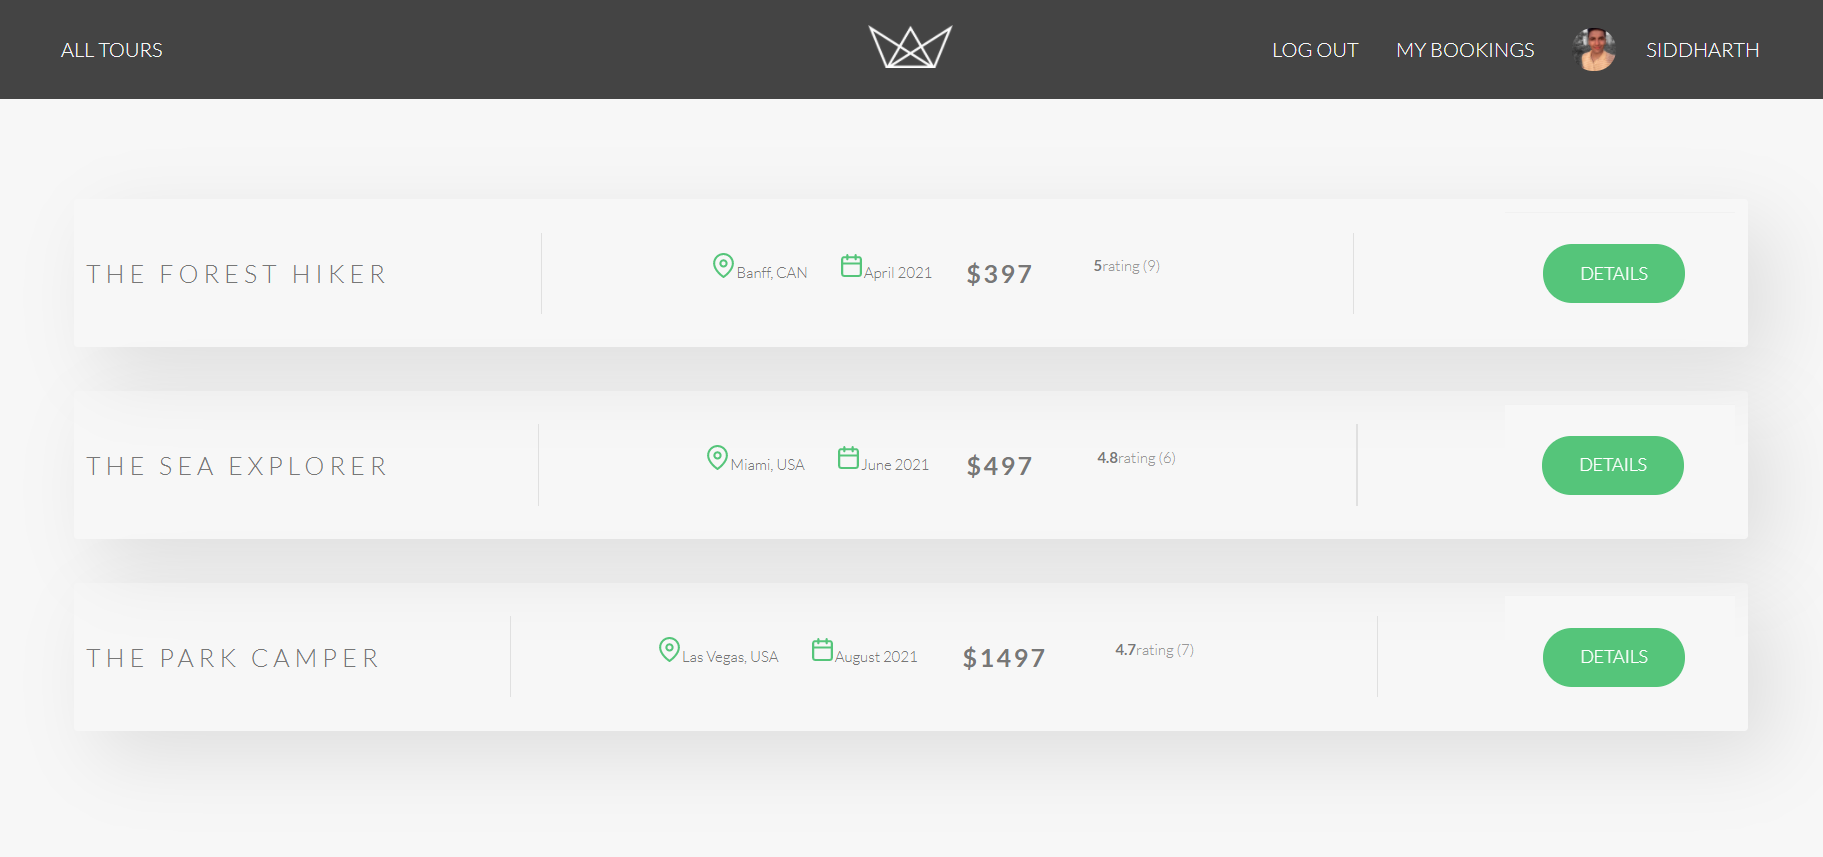 ALL TOURS
LOG OUT
MY BOOKINGS
SIDDHARTH
THE FOREST HIKER
Banff, CAN
April 2021
$397
5rating (9)
DETAILS
THE SEA EXPLORER
Miami, USA
June 2021
$497
4.8rating (6)
DETAILS
THE PARK CAMPER
Las Vegas, USA
August 2021
$1497
4.7rating (7)
DETAILS